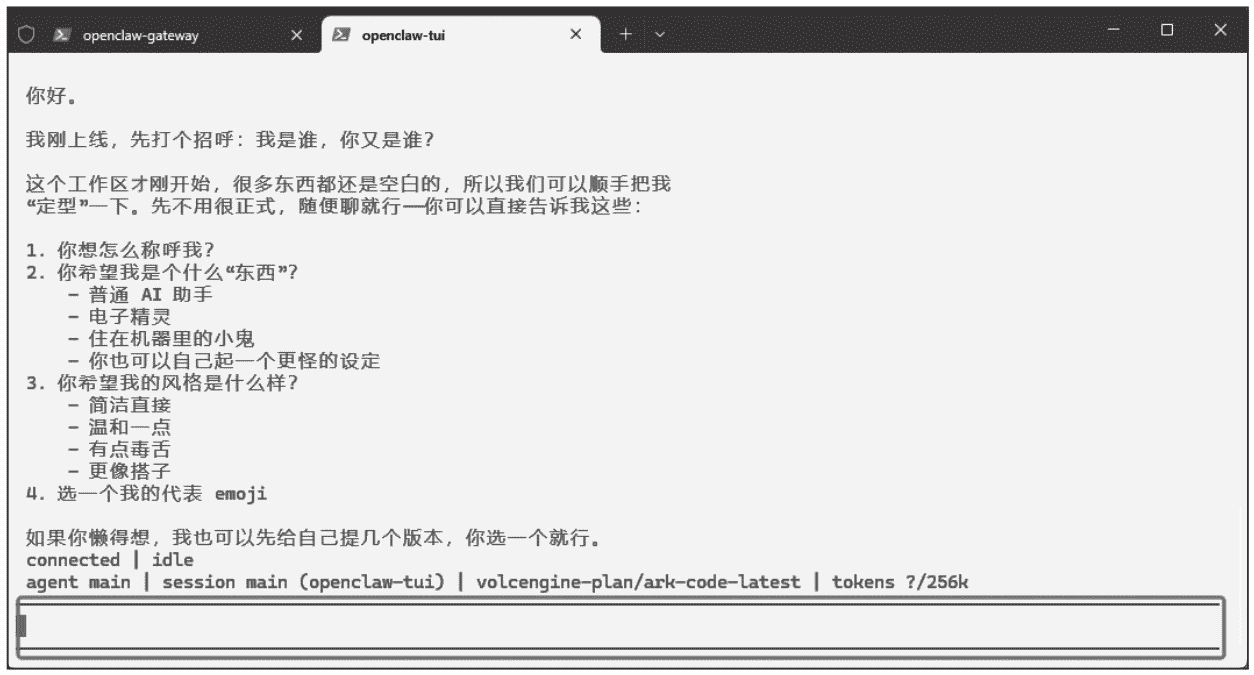 openclaw-gateway
openclaw-tui
你好。
我刚上线，先打个招呼：我是谁，你又是谁？
这个工作区才刚开始，很多东西都还是空白的，所以我们可以顺手把我
“定型”一下。先不用很正式，随便聊就行——你可以直接告诉我这些：
1. 你想怎么称呼我？
2. 你希望我是个什么“东西”？
- 普通 AI 助手
- 电子精灵
- 住在机器里的小鬼
- 你也可以自己起一个更怪的设定
3. 你希望我的风格是什么样？
- 简洁直接
- 温和一点
- 有点毒舌
- 更像搭子
4. 选一个我的代表 emoji
如果你懒得想，我也可以先给自己提几个版本，你选一个就行。
connected | idle
agent main | session main (openclaw-tui) | volcengine-plan/ark-code-latest | tokens ?/256k